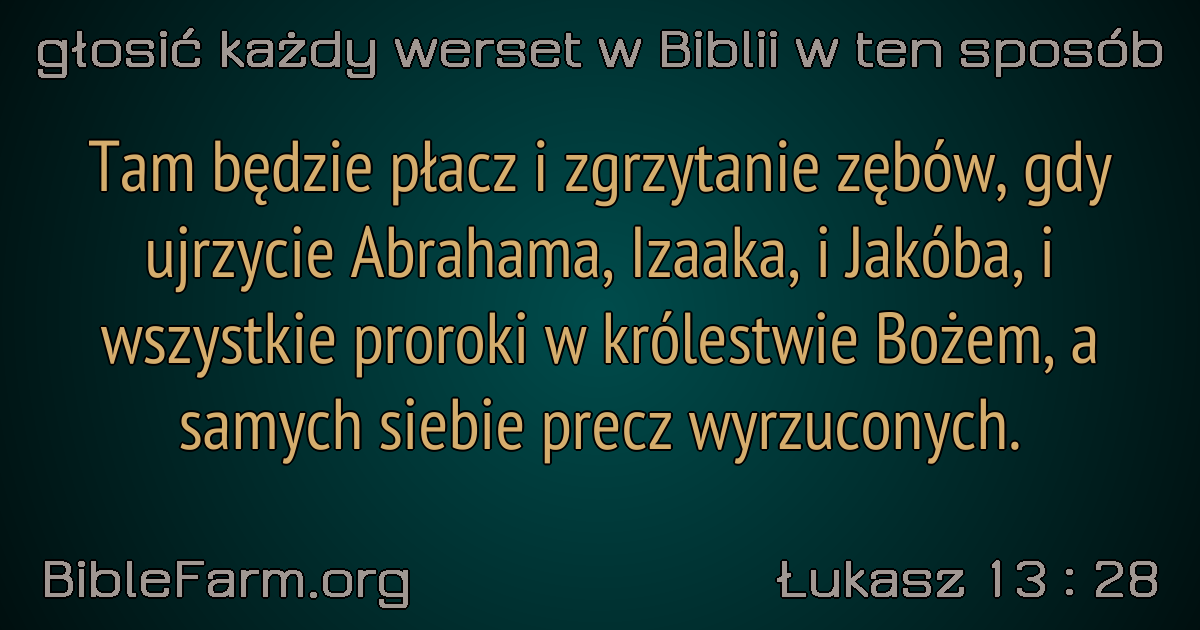 głosić każdy werset w Biblii w ten sposób
Tam będzie płacz i zgrzytanie zębów, gdy
ujrzycie Abrahama, Izaaka, i Jakóba, i
wszystkie proroki w królestwie Bożem, a
samych siebie precz wyrzuconych.
BibleFarm.org
Łukasz 13 : 28